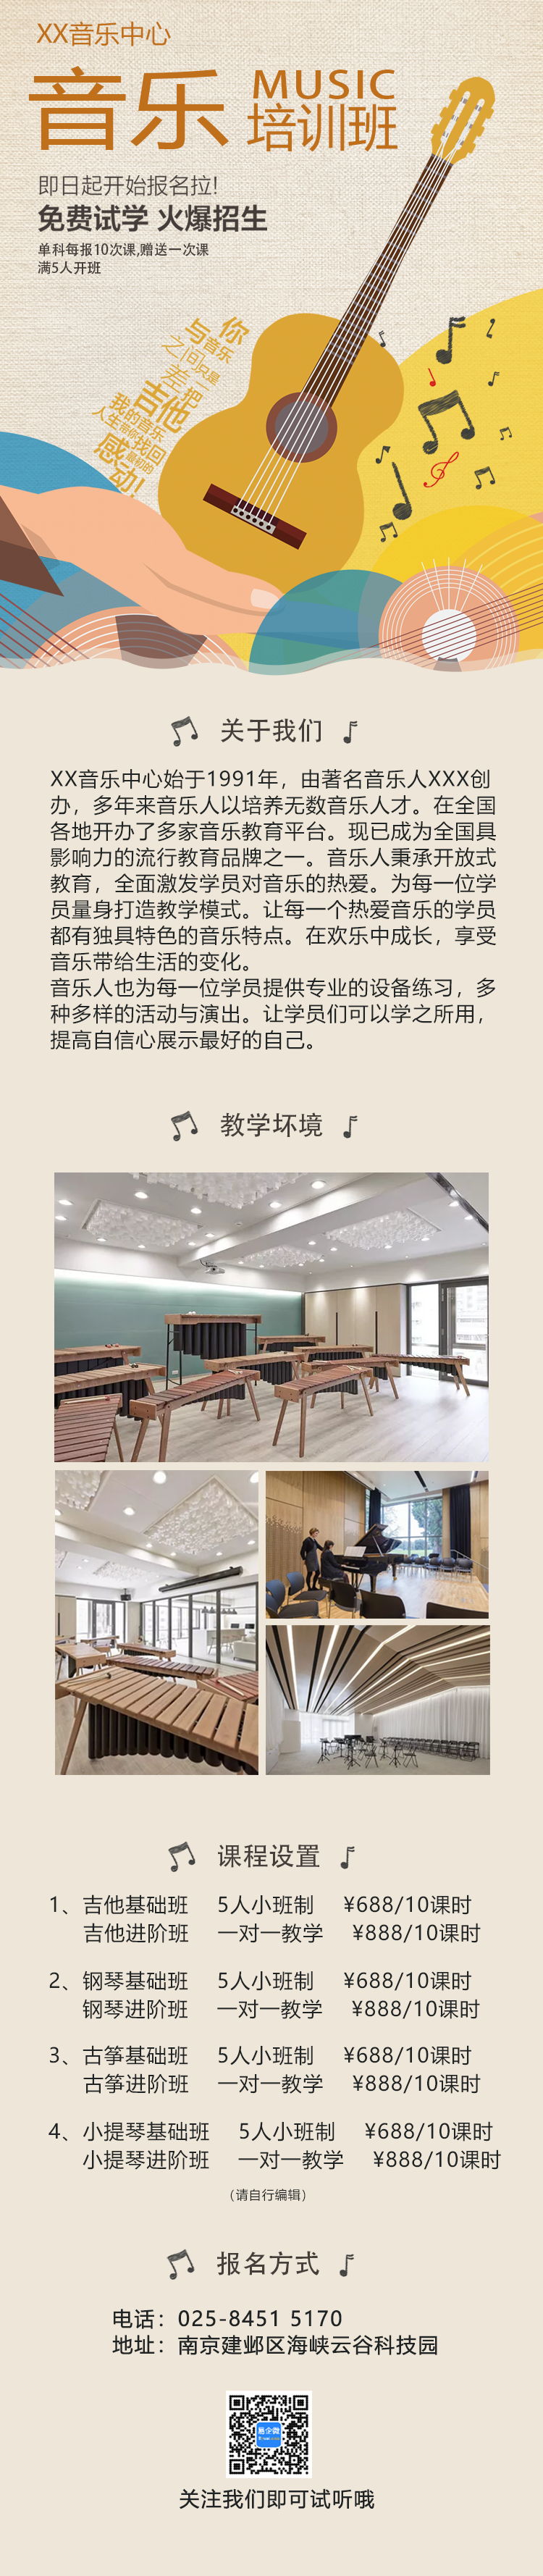 XX音乐中心
音乐
MUSIC
培训班
即日起开始报名拉!
免费试学 火爆招生
单科每报10次课,赠送一次课
满5人开班
你
与音乐
之间只是
差一把
吉他
我的音乐
人生带你找回
最初的
感动!
关于我们
XX音乐中心始于1991年，由著名音乐人XXX创
办，多年来音乐人以培养无数音乐人才。在全国
各地开办了多家音乐教育平台。现已成为全国具
影响力的流行教育品牌之一。音乐人秉承开放式
教育，全面激发学员对音乐的热爱。为每一位学
员量身打造教学模式。让每一个热爱音乐的学员
都有独具特色的音乐特点。在欢乐中成长，享受
音乐带给生活的变化。
音乐人也为每一位学员提供专业的设备练习，多
种多样的活动与演出。让学员们可以学之所用，
提高自信心展示最好的自己。
教学坏境
课程设置
1、吉他基础班 5人小班制 ¥688/10课时
吉他进阶班 一对一教学 ¥888/10课时
2、钢琴基础班 5人小班制 ¥688/10课时
钢琴进阶班 一对一教学 ¥888/10课时
3、古筝基础班 5人小班制 ¥688/10课时
古筝进阶班 一对一教学 ¥888/10课时
4、小提琴基础班 5人小班制 ¥688/10课时
小提琴进阶班 一对一教学 ¥888/10课时
（请自行编辑）
报名方式
电话：025-8451 5170
地址：南京建邺区海峡云谷科技园
易企微
关注我们即可试听哦